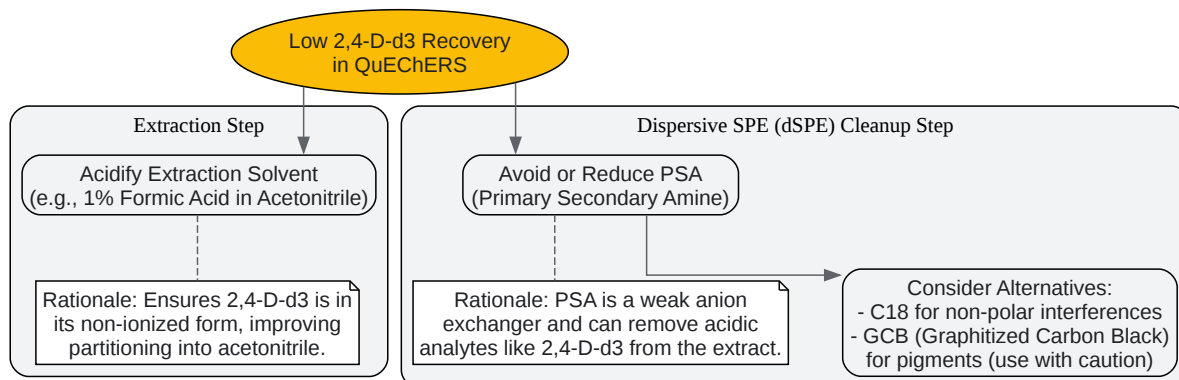 Low 2,4-D-d3 Recovery
in QuEChERS
Extraction Step
Acidify Extraction Solvent
(e.g., 1% Formic Acid in Acetonitrile)
Rationale: Ensures 2,4-D-d3 is in
its non-ionized form, improving
partitioning into acetonitrile.
Dispersive SPE (dSPE) Cleanup Step
Avoid or Reduce PSA
(Primary Secondary Amine)
Rationale: PSA is a weak anion
exchanger and can remove acidic
analytes like 2,4-D-d3 from the extract.
Consider Alternatives:
- C18 for non-polar interferences
- GCB (Graphitized Carbon Black)
for pigments (use with caution)